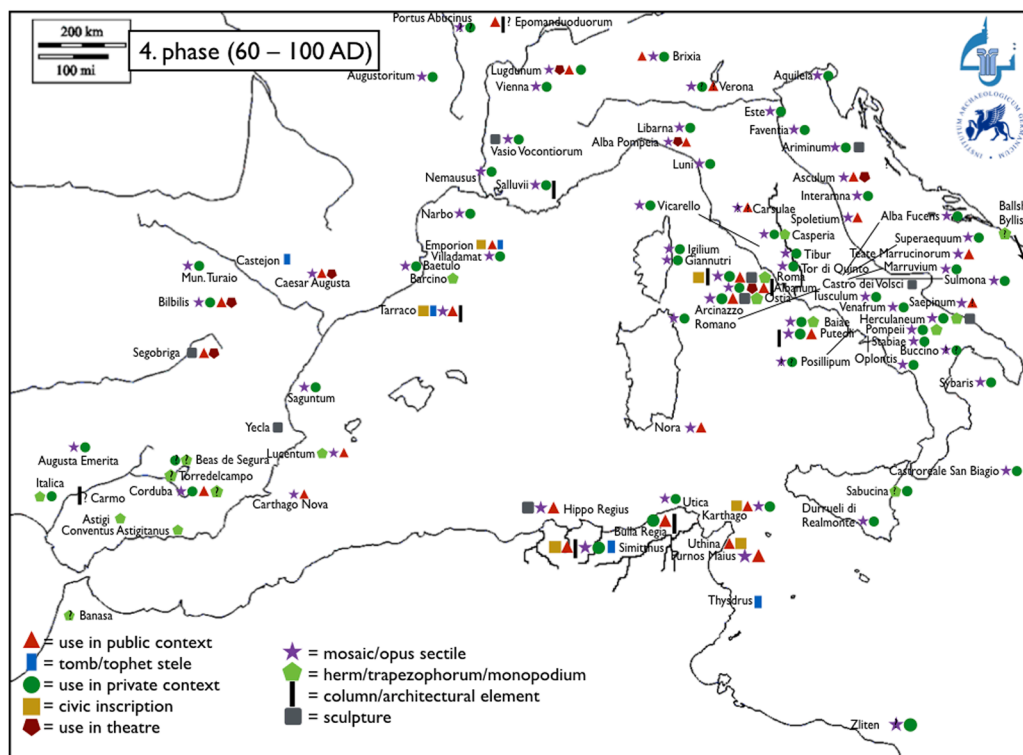 200 km
100 mi
4. phase (60 – 100 AD)
Portus Abucinus
? Epomanduodurum
Augustoritum
Lugdunum
Vienna
Brixia
Verona
Aquileia
Este
Faventia
Libarna
Alba Pompeia
Ariminum
Vasio Vocontiorum
Luni
Nemausus
Salluvii
Asculum
Interamna
Narbo
Vicarello
Carsulae
Spoletium
Alba Fucens
Ballsh
Byllis
Casperia
Superaequum
Emporion
Villadamat
Igilium
Giannutri
Tibur
Teate Marrucinorum
Castejon
Mun. Turaio
Caesar Augusta
Baetulo
Barcino
Tor di Quinto
Marruvium
Roma
Albanum
Castro dei Volsci
Sulmona
Bilbilis
Tarraco
Ostia
Arcinazzo
Romano
Tusculum
Venafrum
Saepinum
Herculaneum
Baiae
Puteoli
Pompeii
Stabiae
Segobriga
Posillipum
Oplontis
Buccino
Saguntum
Sybaris
Yecla
Nora
Lucentum
Augusta Emerita
Beas de Segura
Torredelcampo
Italica
? Carmo
Corduba
Carthago Nova
Castroreale San Biagio
Sabucina
Durrueli di
Realmonte
Astigi
Conventus Astigitanus
Hippo Regius
Utica
Karthago
Bulla Regia
Simitthus
Uthina
Furnos Maius
Thysdrus
Banasa
Zliten
= use in public context
= tomb/tophet stele
= use in private context
= civic inscription
= use in theatre
= mosaic/opus sectile
= herm/trapezophorum/monopodium
= column/architectural element
= sculpture